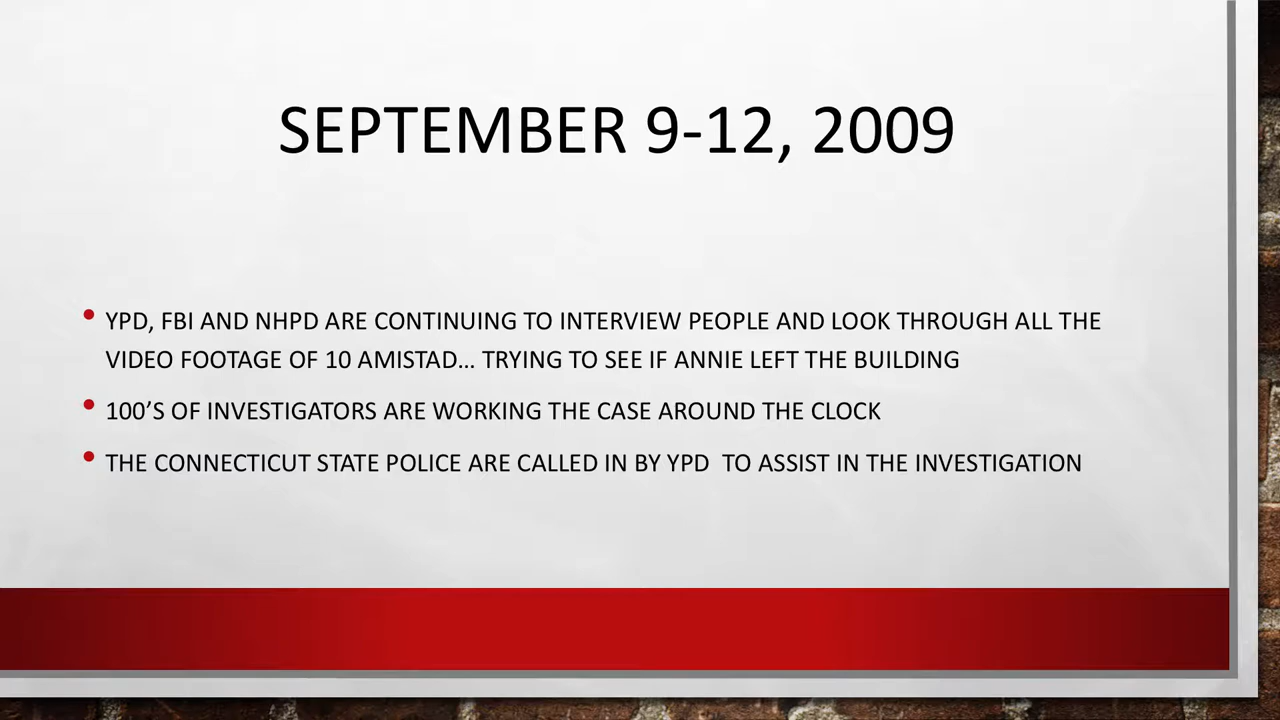 SEPTEMBER 9-12, 2009
• YPD, FBI AND NHPD ARE CONTINUING TO INTERVIEW PEOPLE AND LOOK THROUGH ALL THE
VIDEO FOOTAGE OF 10 AMISTAD... TRYING TO SEE IF ANNIE LEFT THE BUILDING
• 100’S OF INVESTIGATORS ARE WORKING THE CASE AROUND THE CLOCK
• THE CONNECTICUT STATE POLICE ARE CALLED IN BY YPD  TO ASSIST IN THE INVESTIGATION